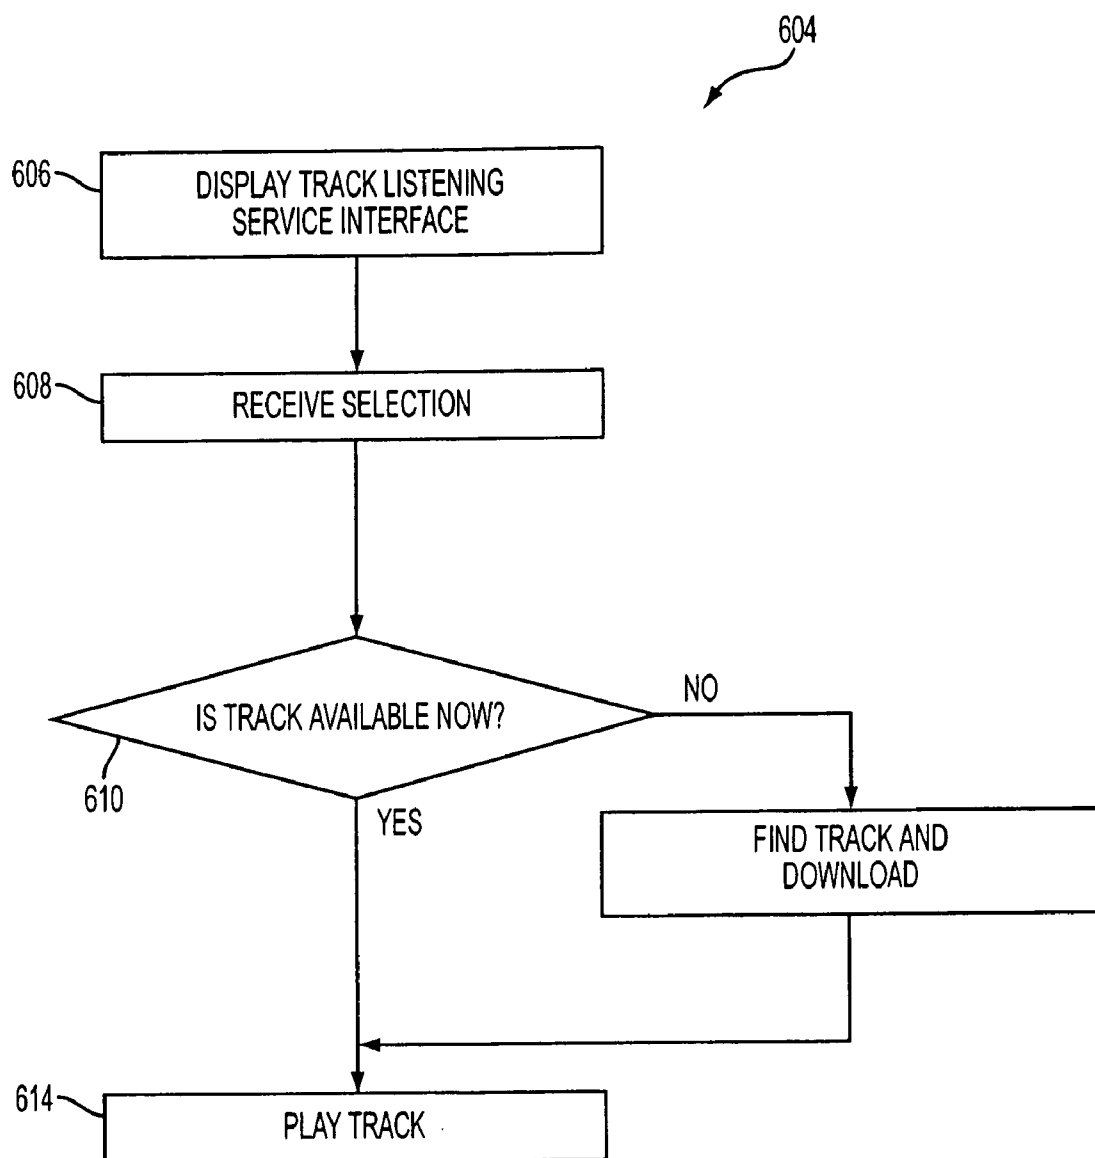 604
606
DISPLAY TRACK LISTENING
SERVICE INTERFACE
608
RECEIVE SELECTION
IS TRACK AVAILABLE NOW?
NO
610
YES
FIND TRACK AND
DOWNLOAD
614
PLAY TRACK